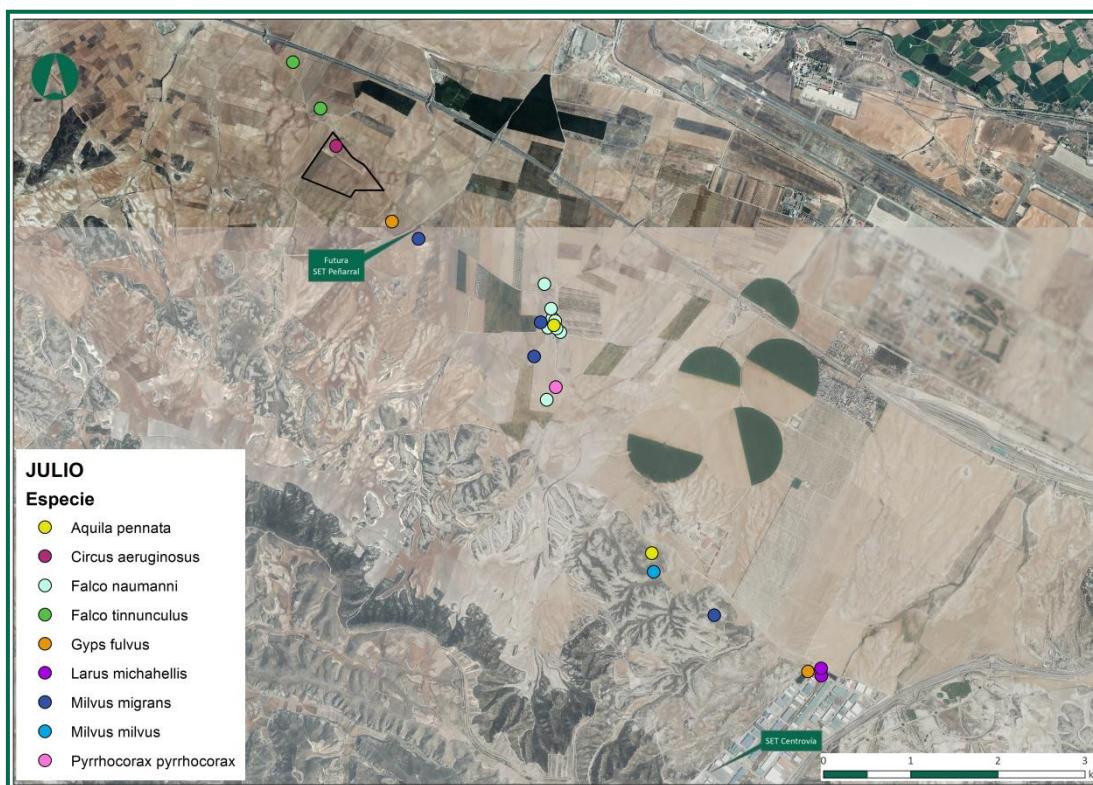 Futura
SET Peñarral
JULIO
Especie
Aquila pennata
Circus aeruginosus
Falco naumanni
Falco tinnunculus
Gyps fulvus
Larus michahellis
Milvus migrans
Milvus milvus
Pyrrhocorax pyrrhocorax
SET Centrovía
0 1 2 3
k